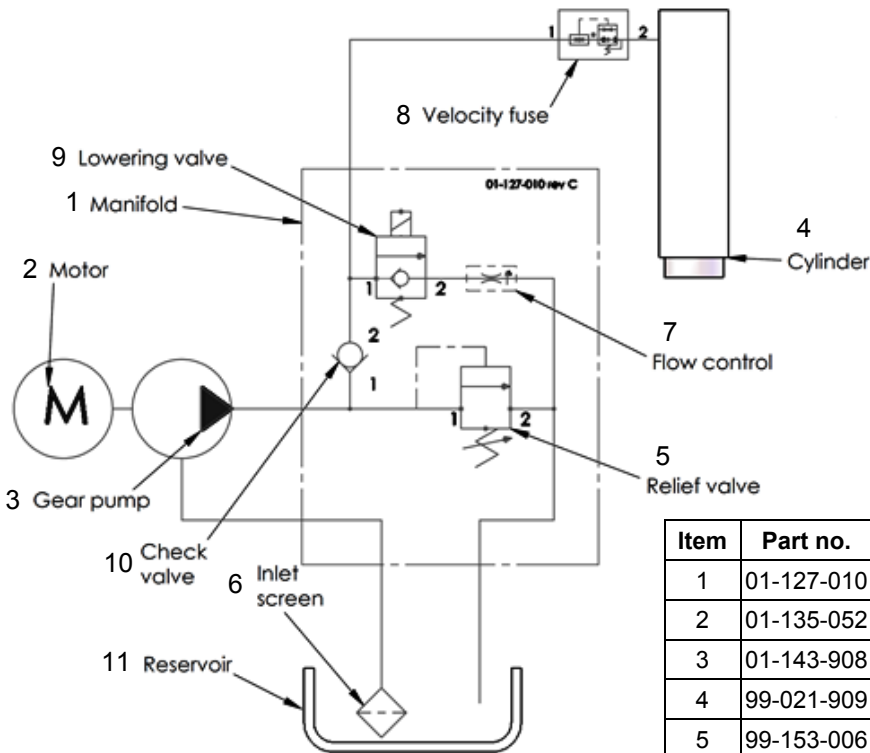 1 2
8 Velocity fuse
9 Lowering valve
01-127-010 rev C
1 Manifold
4
Cylinder
2 Motor
1 2
7
Flow control
2
1
M
1 2
5
Relief valve
3 Gear pump
10 Check
valve
6 Inlet
screen
11 Reservoir
Item Part no.
1 01-127-010
2 01-135-052
3 01-143-908
4 99-021-909
5 99-153-006